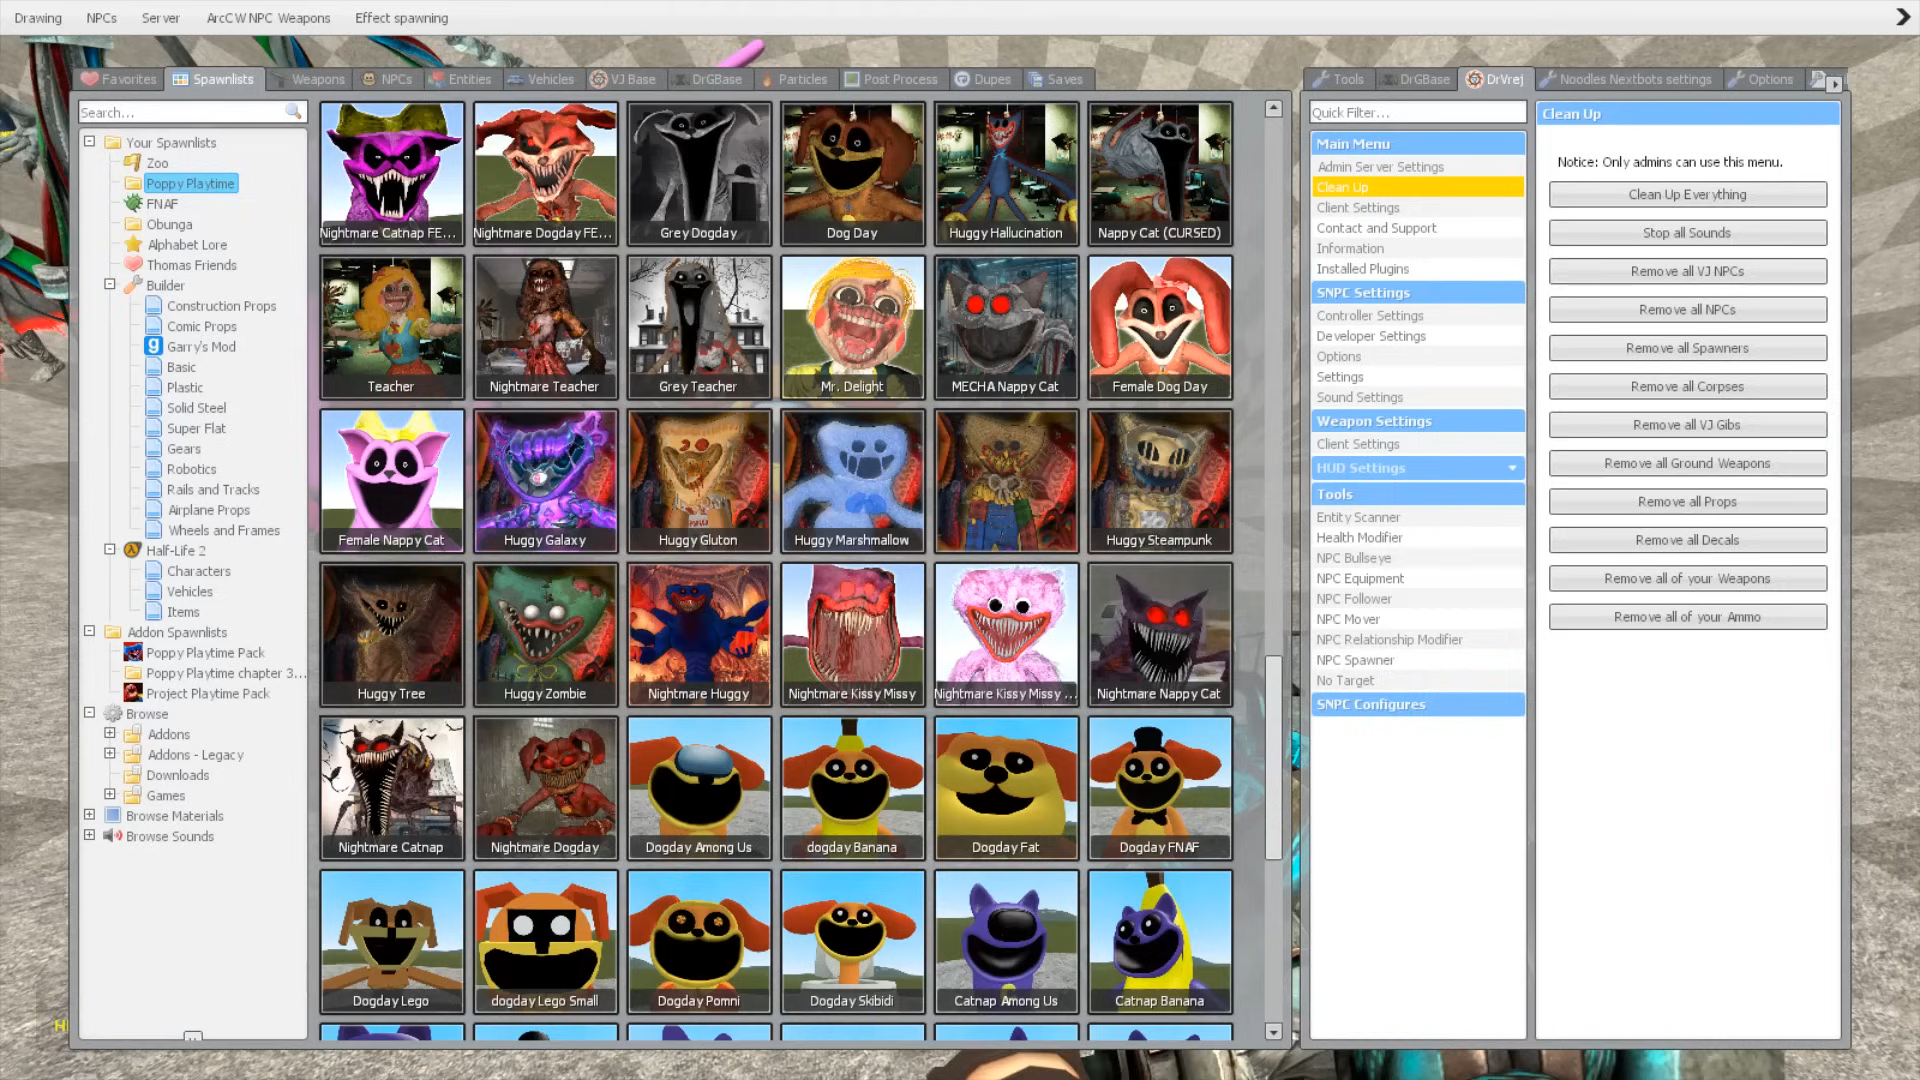 Drawing NPCs Server ArcCW NPC Weapons Effect spawning
Favorites Spawnlists Weapons NPCs Entities Vehicles VJ Base DrGBase Particles Post Process Dupes Saves
Search...
Your Spawnlists
Zoo
Poppy Playtime
FNAF
Obunga
Alphabet Lore
Thomas Friends
Builder
Construction Props
Comic Props
Garry's Mod
Basic
Plastic
Solid Steel
Super Flat
Gears
Robotics
Rails and Tracks
Airplane Props
Wheels and Frames
Half-Life 2
Characters
Vehicles
Items
Addon Spawnlists
Poppy Playtime Pack
Poppy Playtime chapter 3...
Project Playtime Pack
Browse
Addons
Addons - Legacy
Downloads
Games
Browse Materials
Browse Sounds
Nightmare Catnap FE... Nightmare Dogday FE... Grey Dogday Dog Day Huggy Hallucination Nappy Cat (CURSED)
Teacher Nightmare Teacher Grey Teacher Mr. Delight MECHA Nappy Cat Female Dog Day
Female Nappy Cat Huggy Galaxy Huggy Gluton Huggy Marshmallow Huggy Steampunk
Huggy Tree Huggy Zombie Nightmare Huggy Nightmare Kissy Missy Nightmare Kissy Missy ... Nightmare Nappy Cat
Nightmare Catnap Nightmare Dogday Dogday Among Us dogday Banana Dogday Fat Dogday FNAF
Dogday Lego dogday Lego Small Dogday Pomni Dogday Skibidi Catnap Among Us Catnap Banana
Tools DrGBase DrVrej Noodles Nextbots settings Options
Quick Filter...
Main Menu
Admin Server Settings
Clean Up
Client Settings
Contact and Support
Information
Installed Plugins
SNPC Settings
Controller Settings
Developer Settings
Options
Settings
Sound Settings
Weapon Settings
Client Settings
HUD Settings
Tools
Entity Scanner
Health Modifier
NPC Bullseye
NPC Equipment
NPC Follower
NPC Mover
NPC Relationship Modifier
NPC Spawner
No Target
SNPC Configures
Clean Up
Notice: Only admins can use this menu.
Clean Up Everything
Stop all Sounds
Remove all VJ NPCs
Remove all NPCs
Remove all Spawners
Remove all Corpses
Remove all VJ Gibs
Remove all Ground Weapons
Remove all Props
Remove all Decals
Remove all of your Weapons
Remove all of your Ammo